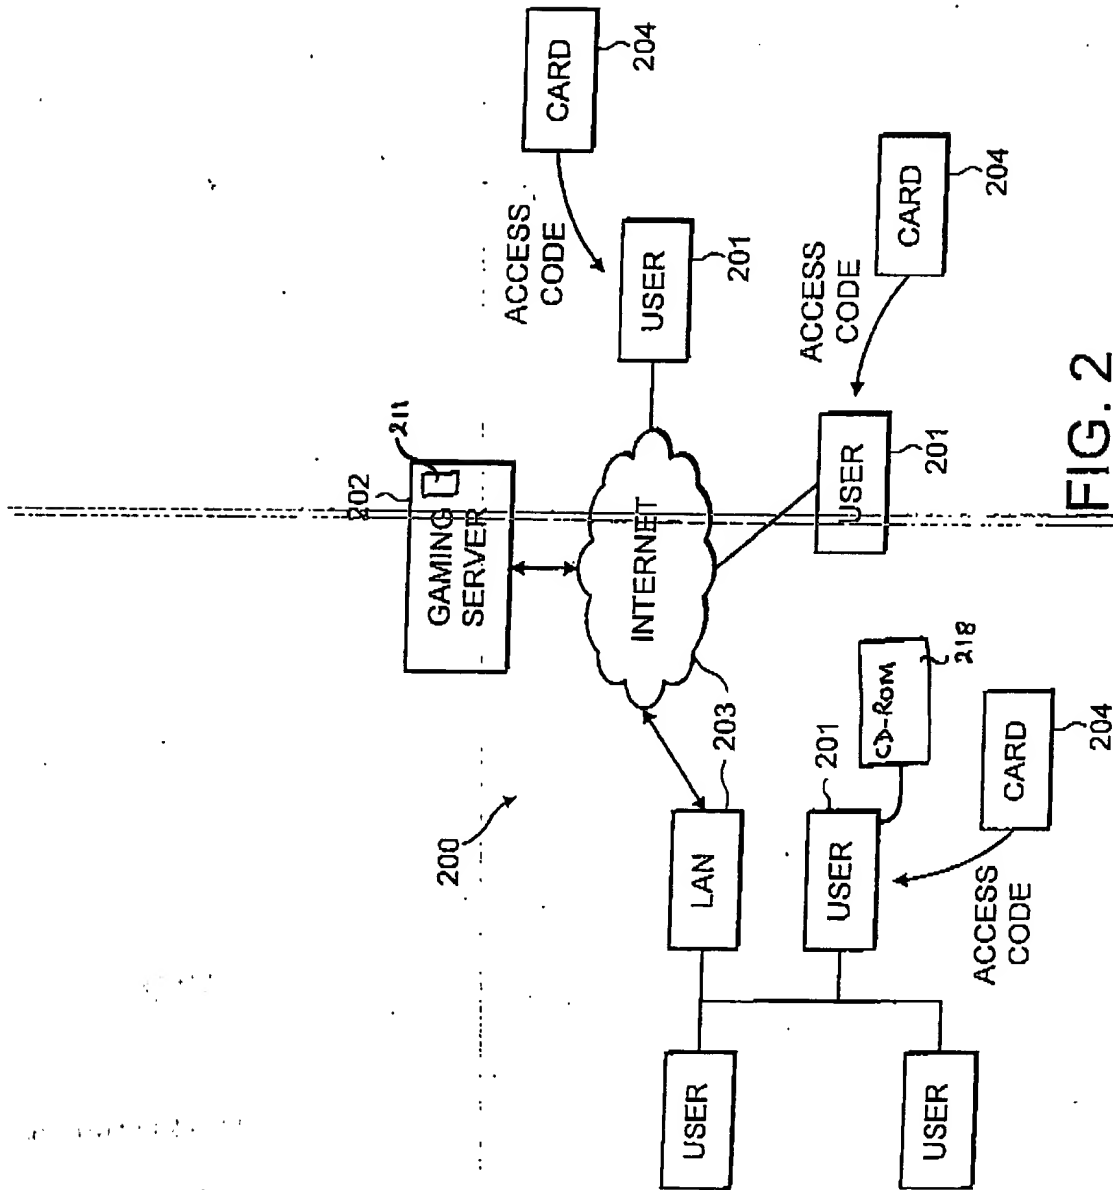 202
211
GAMING
SERVER
200
ACCESS
CODE
CARD
204
INTERNET
USER
201
USER
LAN
203
ACCESS
CODE
CARD
204
USER
201
USER
201
CD-ROM
218
USER
ACCESS
CODE
CARD
204
FIG. 2